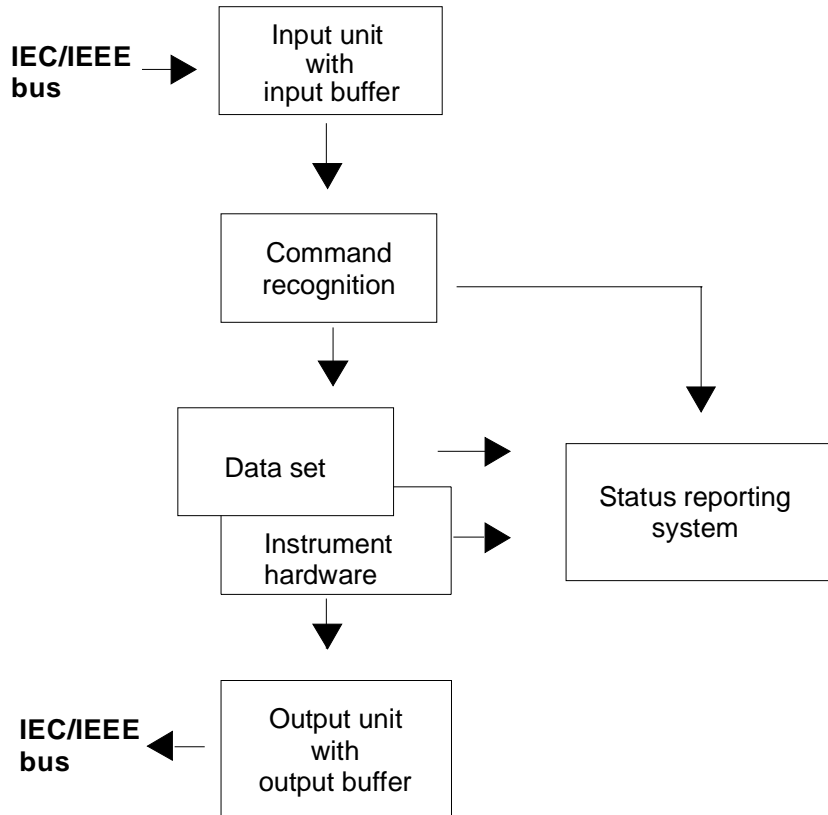 Input unit
with
input buffer
IEC/IEEE
bus
Command
recognition
Data set
Instrument
hardware
Status reporting
system
Output unit
with
output buffer
IEC/IEEE
bus